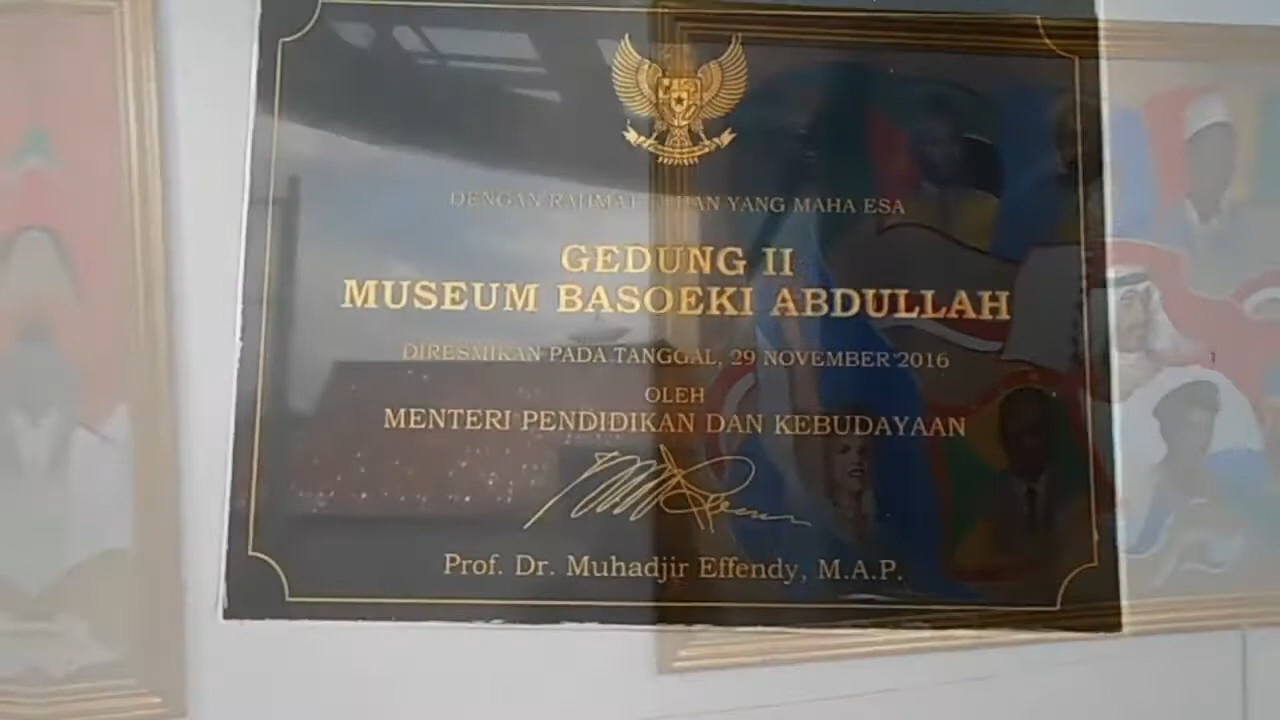 DENGAN RAHMAT TUHAN YANG MAHA ESA
GEDUNG II
MUSEUM BASOEKI ABDULLAH
DIRESMIKAN PADA TANGGAL, 29 NOVEMBER 2016
OLEH
MENTERI PENDIDIKAN DAN KEBUDAYAAN
Prof. Dr. Muhadjir Effendy, M.A.P.